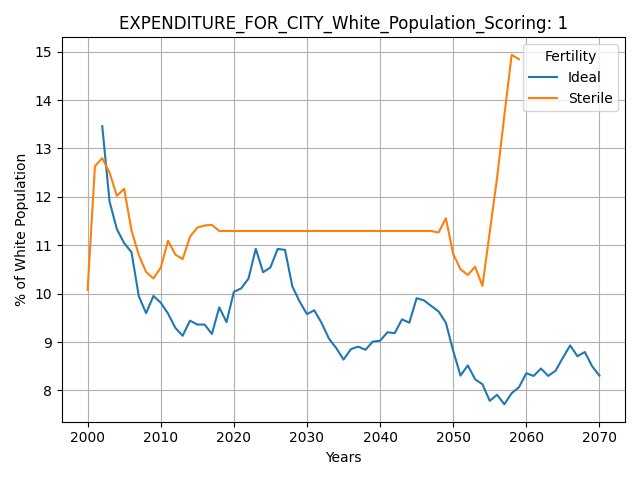 EXPENDITURE_FOR_CITY_White_Population_Scoring: 1
Fertility
Ideal
Sterile
% of White Population
15
14
13
12
11
10
9
8
2000 2010 2020 2030 2040 2050 2060 2070
Years